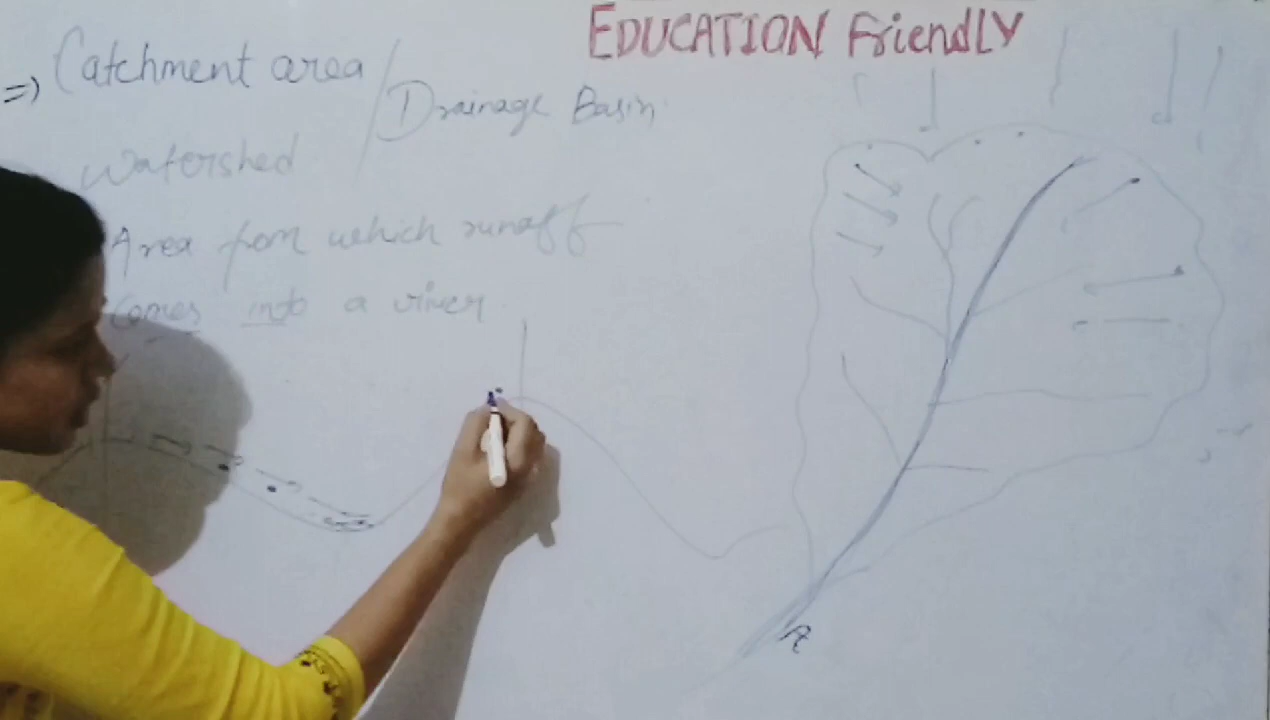 EDUCATION FriendLY
=> Catchment area /
Drainage Basin
Watershed
Area from which runoff
Comes into a river
A